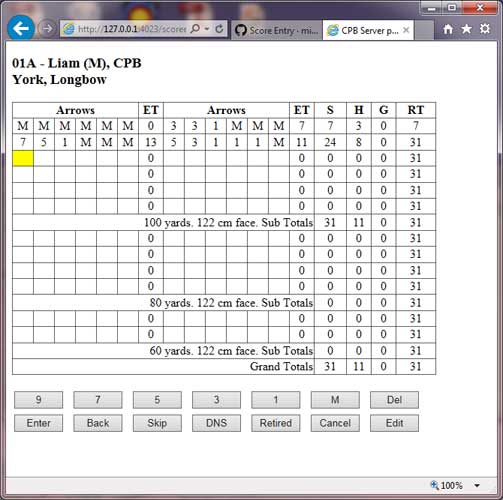 http://127.0.0.1:4023/scorer
Score Entry - mi...
CPB Server p...
01A - Liam (M), CPB
York, Longbow
Arrows ET Arrows ET S H G RT
M M M M M M 0 3 3 1 M M M 7 7 3 0 7
7 5 1 M M M 13 5 3 1 1 1 M 11 24 8 0 31
0 0 0 0 0 31
0 0 0 0 0 31
0 0 0 0 0 31
0 0 0 0 0 31
100 yards. 122 cm face. Sub Totals 31 11 0 31
0 0 0 0 0 31
0 0 0 0 0 31
0 0 0 0 0 31
0 0 0 0 0 31
80 yards. 122 cm face. Sub Totals 0 0 0 31
0 0 0 0 0 31
0 0 0 0 0 31
60 yards. 122 cm face. Sub Totals 0 0 0 31
Grand Totals 31 11 0 31
9 7 5 3 1 M Del
Enter Back Skip DNS Retired Cancel Edit
100%